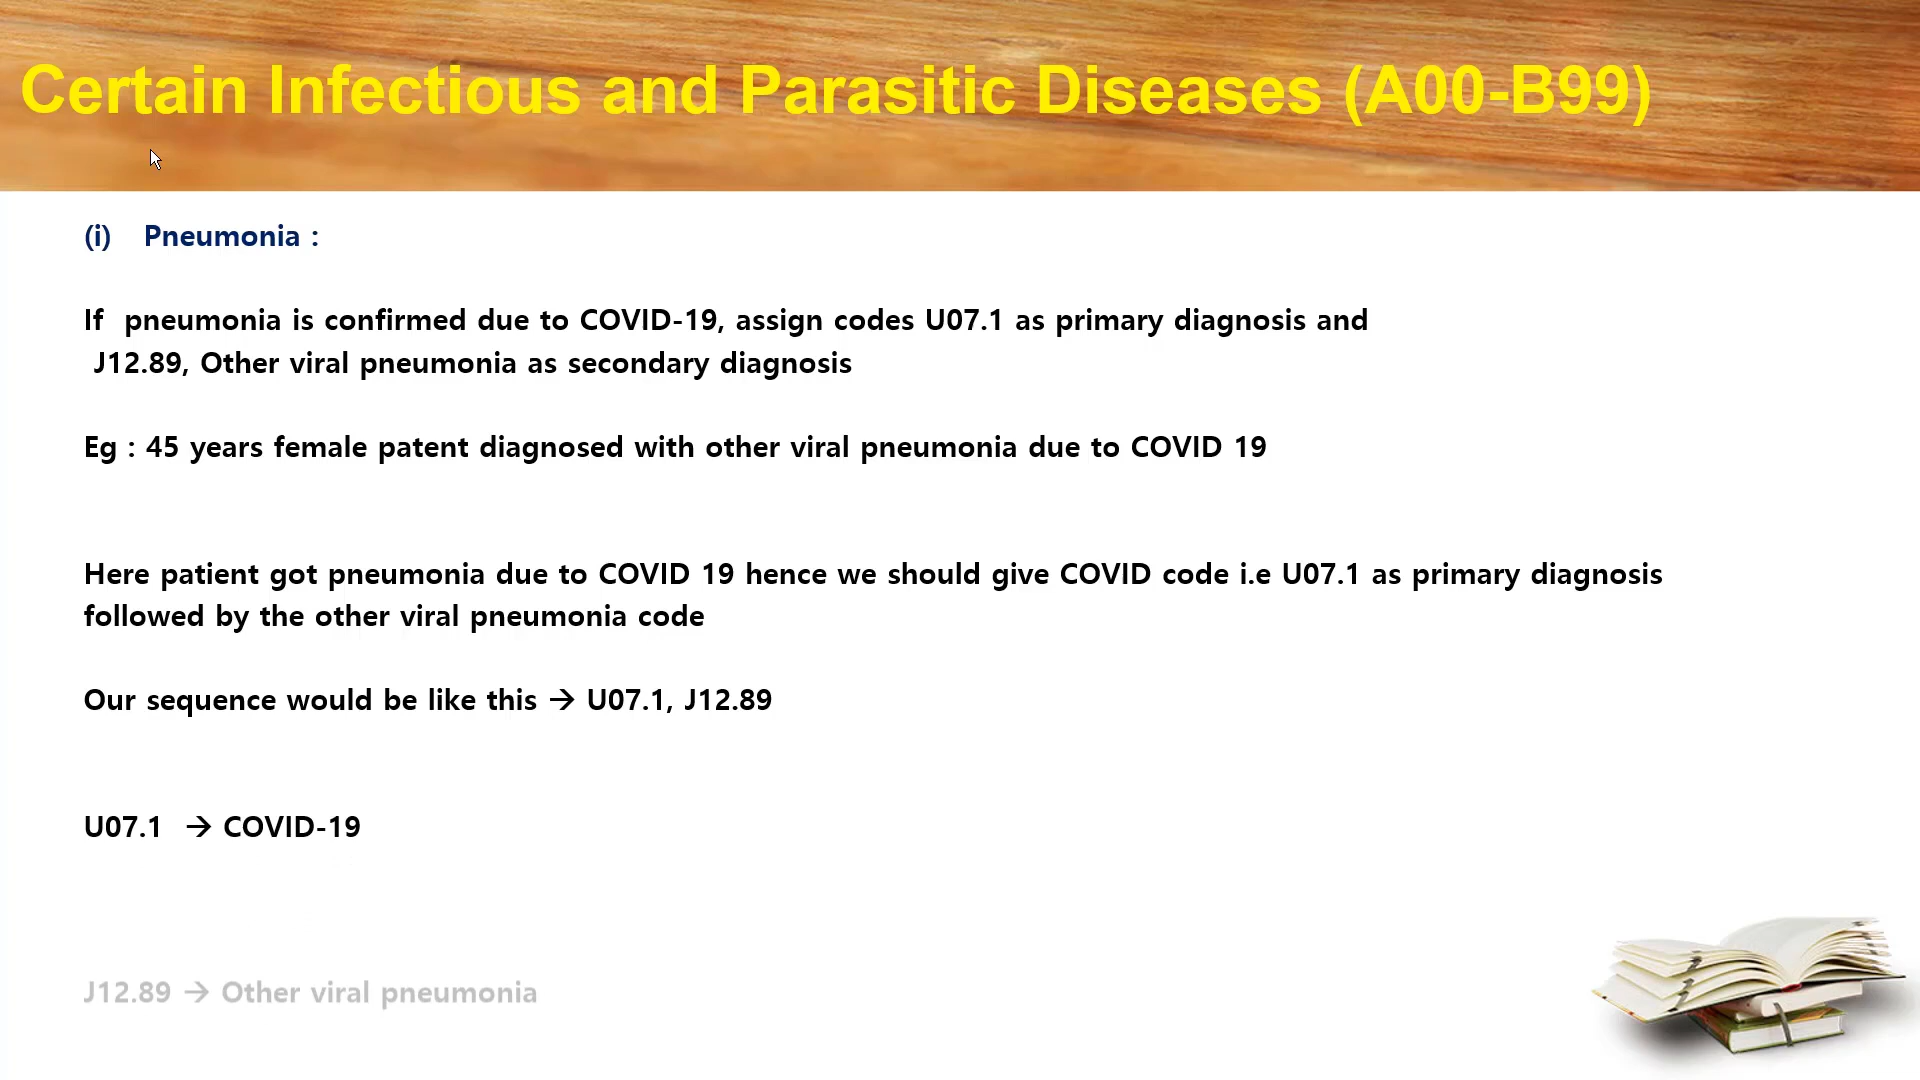 Certain Infectious and Parasitic Diseases (A00-B99)
(i) Pneumonia :
If pneumonia is confirmed due to COVID-19, assign codes U07.1 as primary diagnosis and
J12.89, Other viral pneumonia as secondary diagnosis
Eg : 45 years female patent diagnosed with other viral pneumonia due to COVID 19
Here patient got pneumonia due to COVID 19 hence we should give COVID code i.e U07.1 as primary diagnosis
followed by the other viral pneumonia code
Our sequence would be like this → U07.1, J12.89
U07.1 → COVID-19
J12.89 → Other viral pneumonia